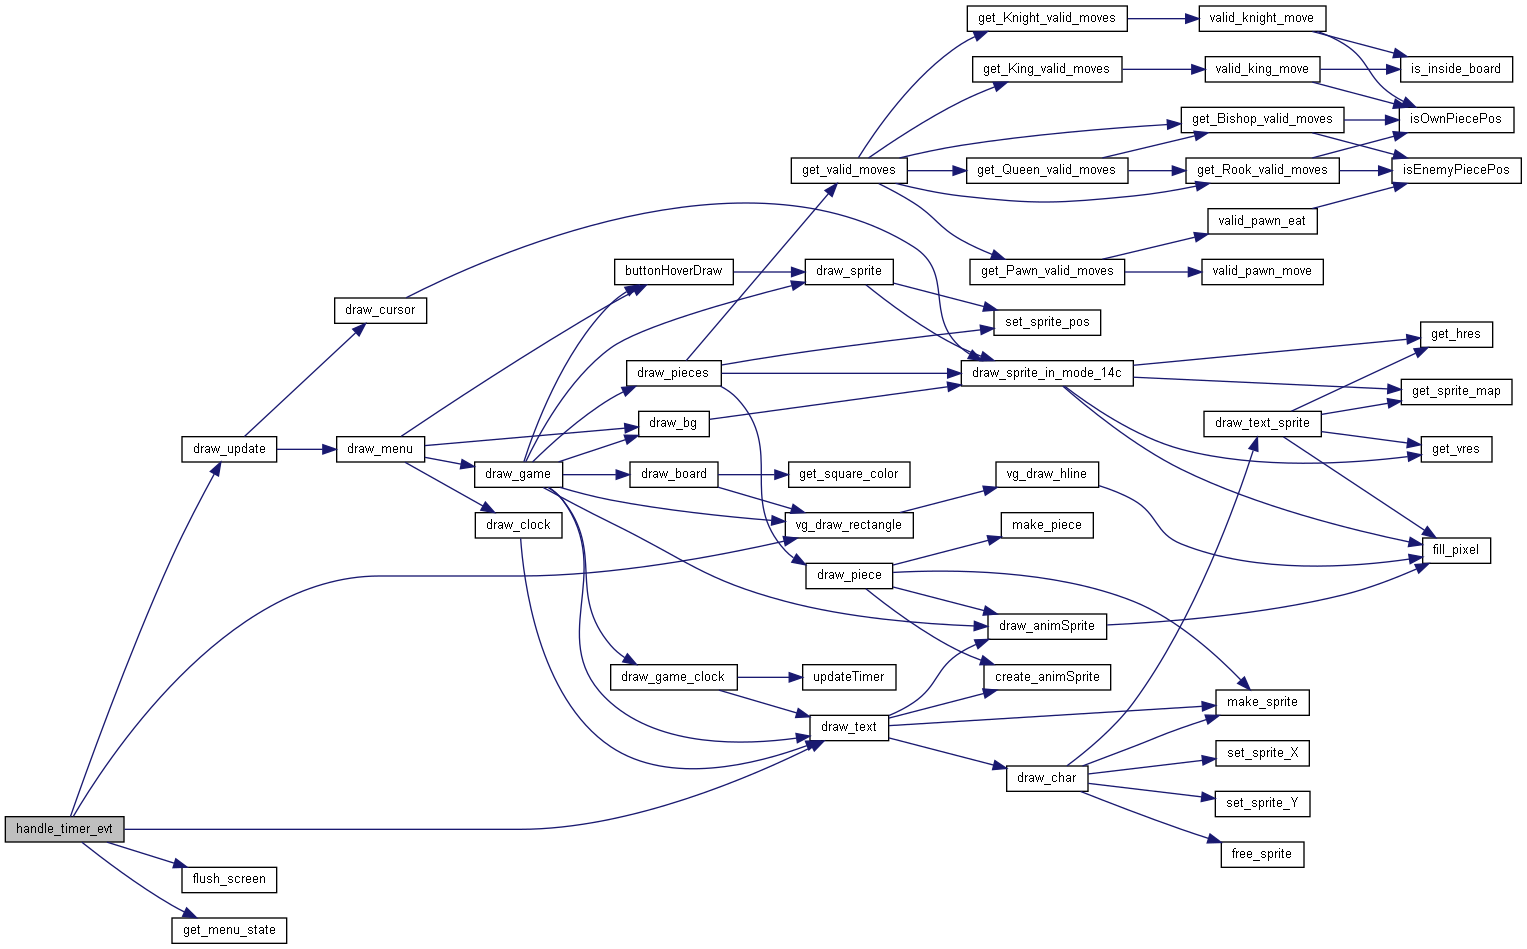 get_Knight_valid_moves
valid_knight_move
get_King_valid_moves
valid_king_move
is_inside_board
get_Bishop_valid_moves
isOwnPiecePos
get_valid_moves
get_Queen_valid_moves
get_Rook_valid_moves
isEnemyPiecePos
valid_pawn_eat
buttonHoverDraw
draw_sprite
get_Pawn_valid_moves
valid_pawn_move
draw_cursor
set_sprite_pos
get_hres
draw_pieces
draw_sprite_in_mode_14c
get_sprite_map
draw_bg
draw_text_sprite
draw_update
draw_menu
get_vres
draw_game
draw_board
get_square_color
vg_draw_hline
draw_clock
vg_draw_rectangle
make_piece
fill_pixel
draw_piece
draw_animSprite
draw_game_clock
updateTimer
create_animSprite
make_sprite
draw_text
set_sprite_X
draw_char
set_sprite_Y
handle_timer_evt
free_sprite
flush_screen
get_menu_state